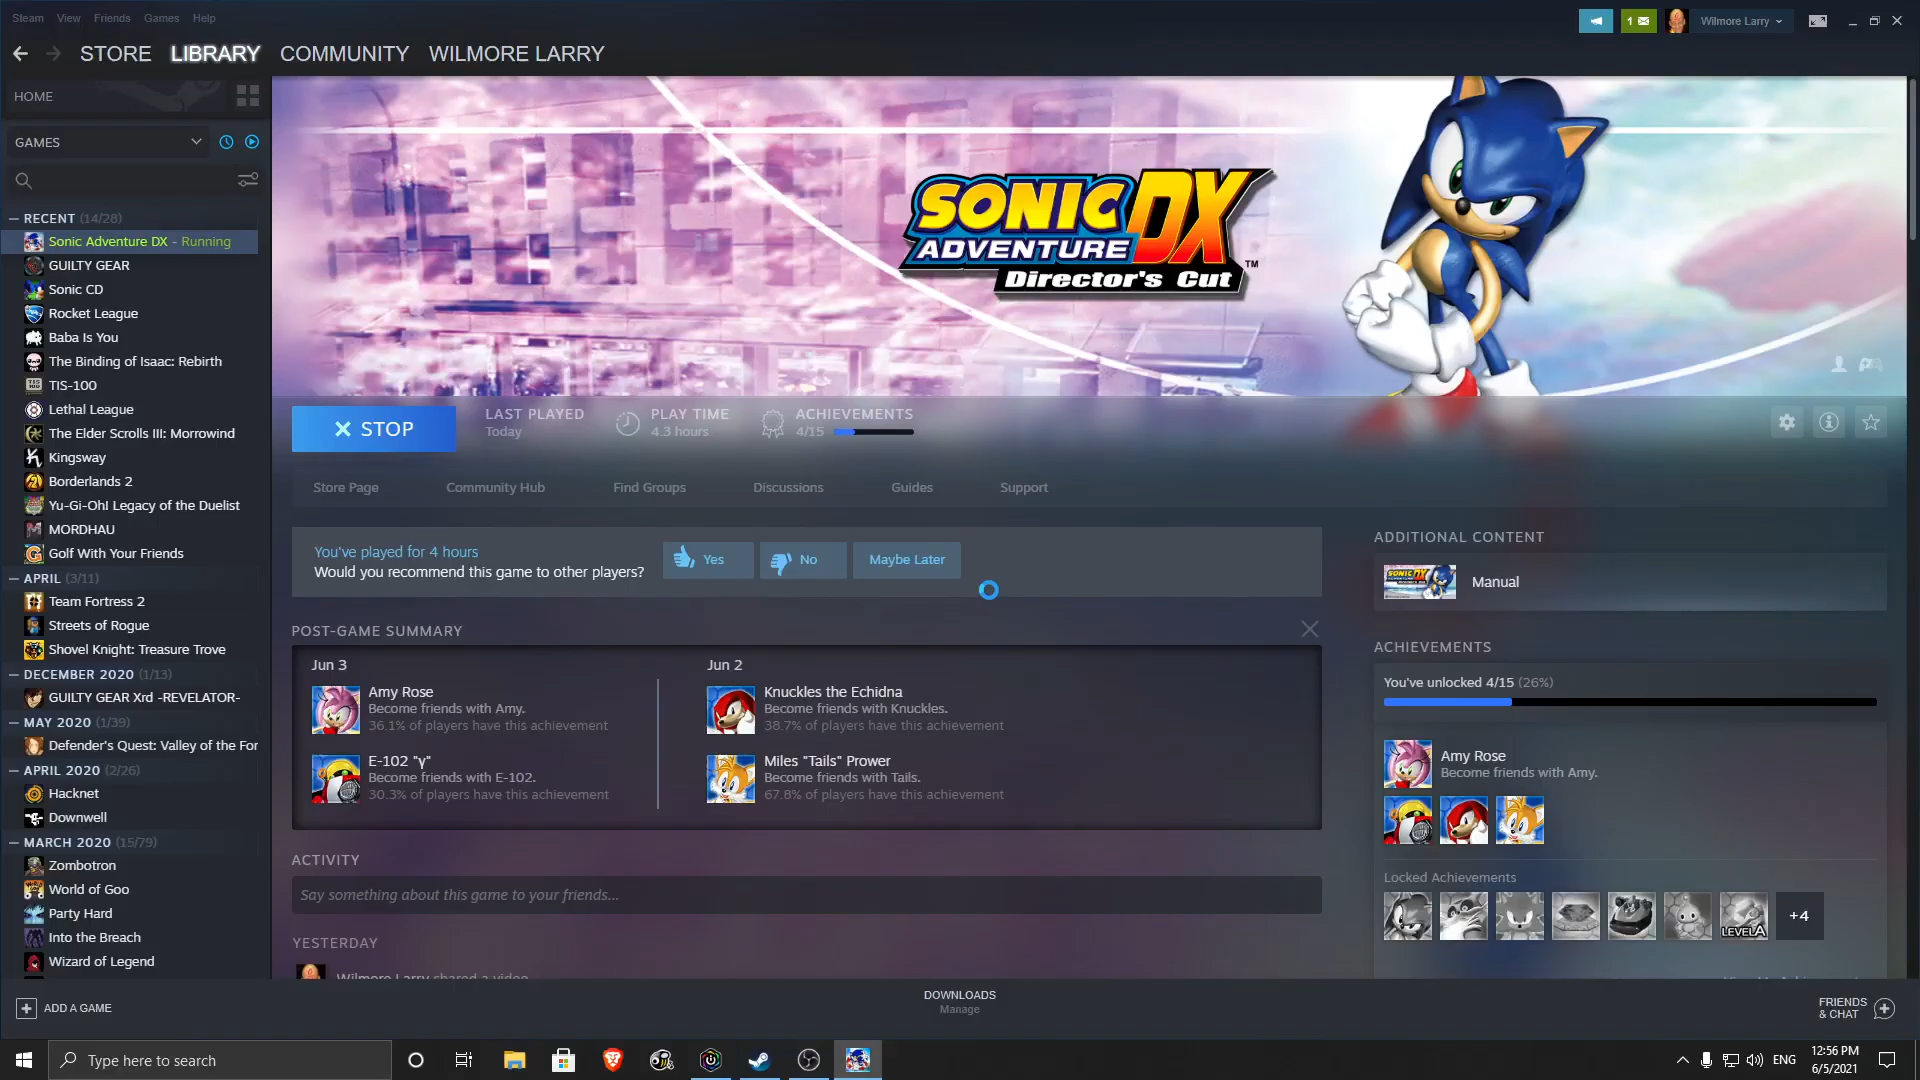 Steam View Friends Games Help
1
Wilmore Larry
STORE LIBRARY COMMUNITY WILMORE LARRY
HOME
GAMES
— RECENT (14/28)
Sonic Adventure DX - Running
GUILTY GEAR
Sonic CD
Rocket League
Baba Is You
The Binding of Isaac: Rebirth
TIS-100
Lethal League
The Elder Scrolls III: Morrowind
Kingsway
Borderlands 2
Yu-Gi-Oh! Legacy of the Duelist
MORDHAU
Golf With Your Friends
— APRIL (3/11)
Team Fortress 2
Streets of Rogue
Shovel Knight: Treasure Trove
— DECEMBER 2020 (1/13)
GUILTY GEAR Xrd -REVELATOR-
— MAY 2020 (1/39)
Defender's Quest: Valley of the For
— APRIL 2020 (2/26)
Hacknet
Downwell
— MARCH 2020 (15/79)
Zombotron
World of Goo
Party Hard
Into the Breach
Wizard of Legend
ADD A GAME
SONIC
ADVENTURE DX
Director's Cut ™
STOP
LAST PLAYED
Today
PLAY TIME
4.3 hours
ACHIEVEMENTS
4/15
Store Page Community Hub Find Groups Discussions Guides Support
You've played for 4 hours
Would you recommend this game to other players?
Yes No Maybe Later
POST-GAME SUMMARY
Jun 3
Amy Rose
Become friends with Amy.
36.1% of players have this achievement
E-102 "γ"
Become friends with E-102.
30.3% of players have this achievement
Jun 2
Knuckles the Echidna
Become friends with Knuckles.
38.7% of players have this achievement
Miles "Tails" Prower
Become friends with Tails.
67.8% of players have this achievement
ACTIVITY
Say something about this game to your friends...
YESTERDAY
Wilmore Larry shared a video
ADDITIONAL CONTENT
Manual
ACHIEVEMENTS
You've unlocked 4/15 (26%)
Amy Rose
Become friends with Amy.
Locked Achievements
LEVEL A
+4
DOWNLOADS
Manage
FRIENDS
& CHAT
Type here to search
ENG
12:56 PM
6/5/2021